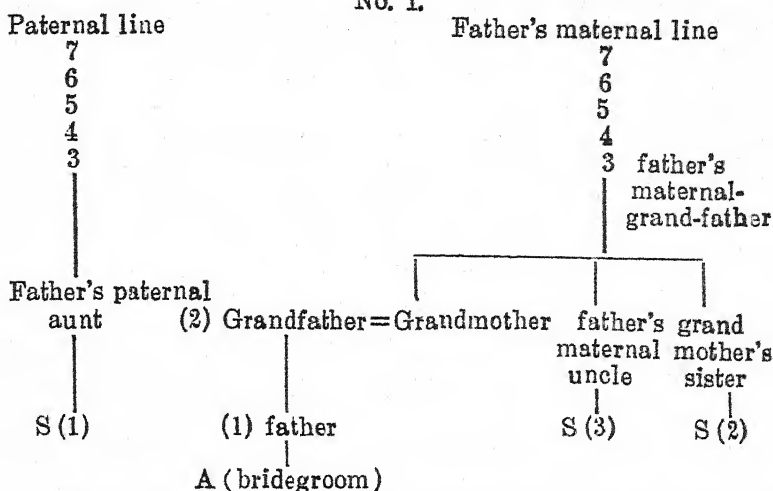 No. 1.
Paternal line Father's maternal line
7 7
6 6
5 5
4 4
3 3 father's
maternal-
grand-father
Father's paternal
aunt (2) Grandfather=Grandmother father's grand
maternal mother's
uncle sister
S (1) (1) father S (3) S (2)
A (bridegroom)